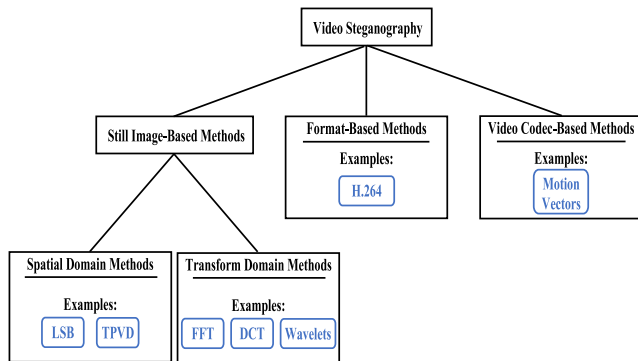 Video Steganography
Still Image-Based Methods
Format-Based Methods
Examples:
H.264
Video Codec-Based Methods
Examples:
Motion
Vectors
Spatial Domain Methods
Examples:
LSB TPVD
Transform Domain Methods
Examples:
FFT DCT Wavelets